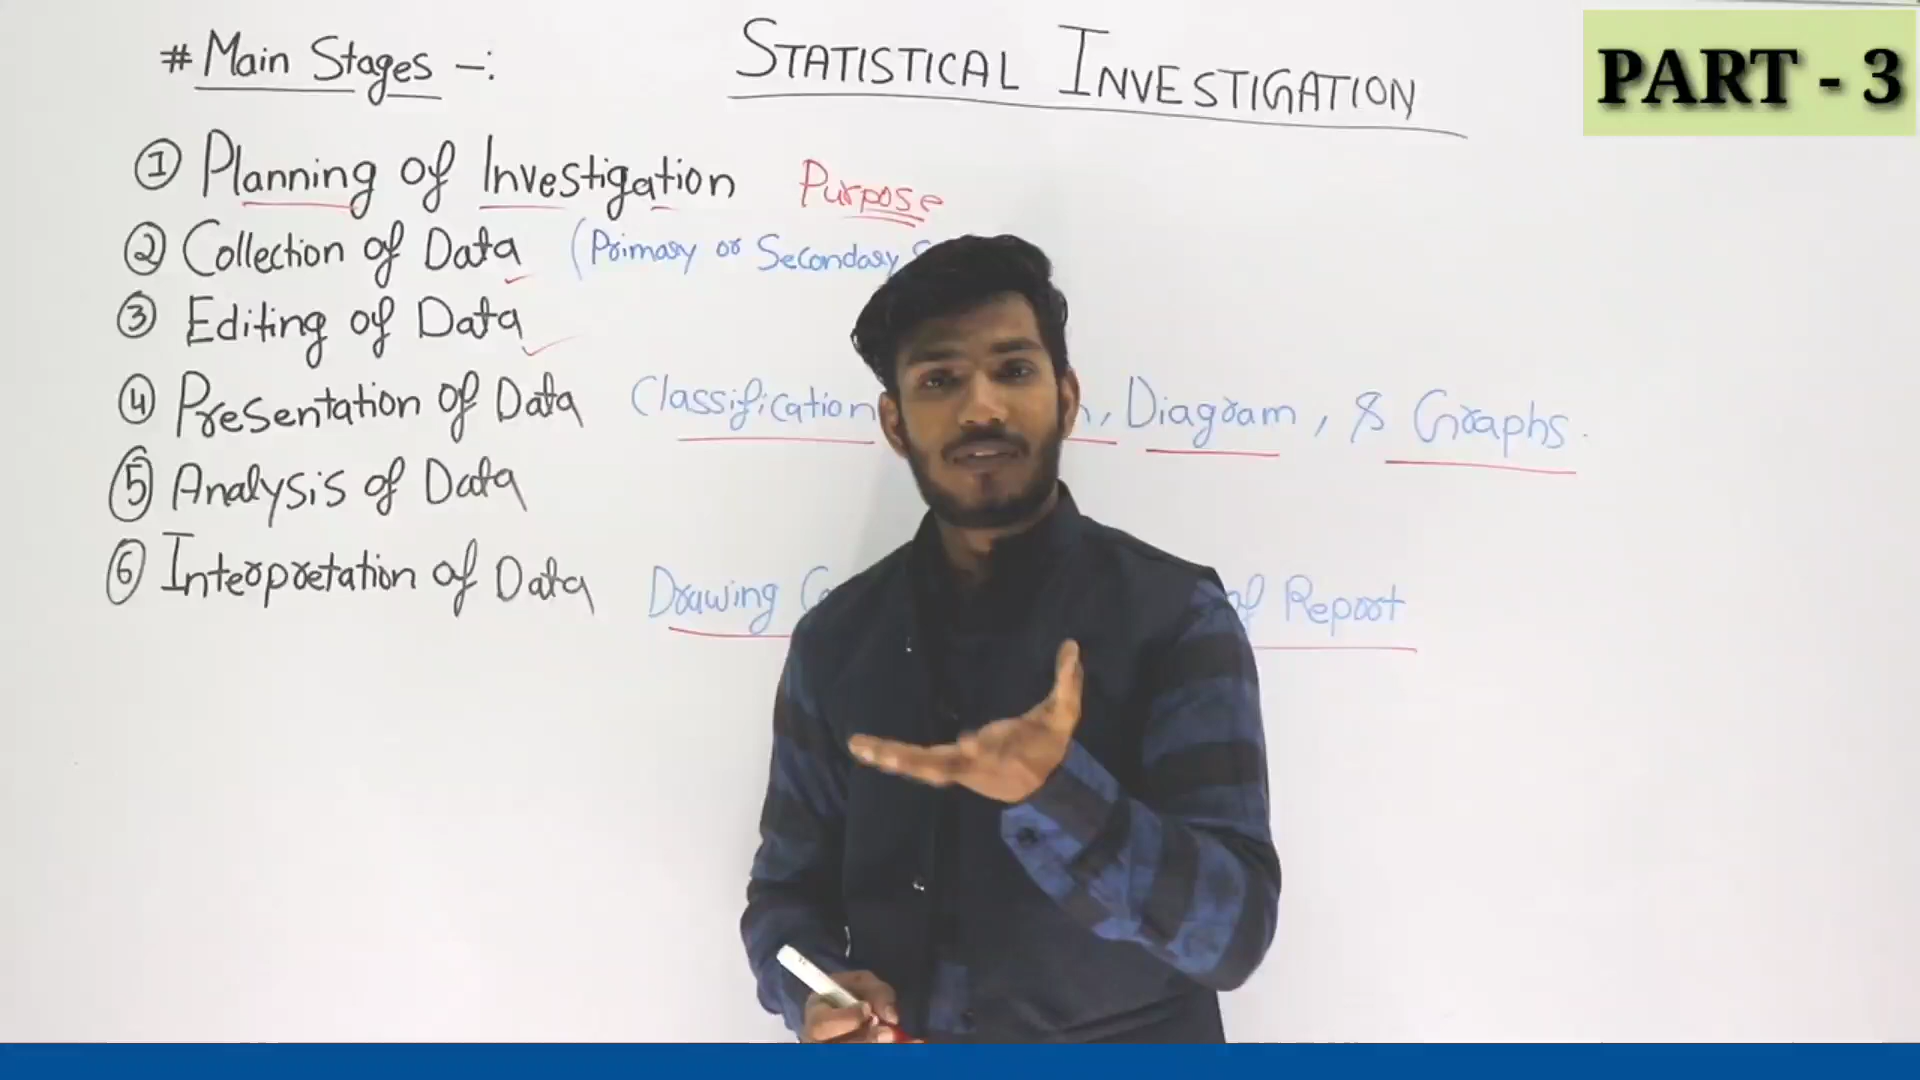 # Main Stages -:
STATISTICAL INVESTIGATION
PART - 3
① Planning of Investigation Purpose
② Collection of Data (Primary or Secondary
③ Editing of Data
④ Presentation of Data Classification , Diagram, & Graphs.
⑤ Analysis of Data
⑥ Interpretation of Data Drawing of Report